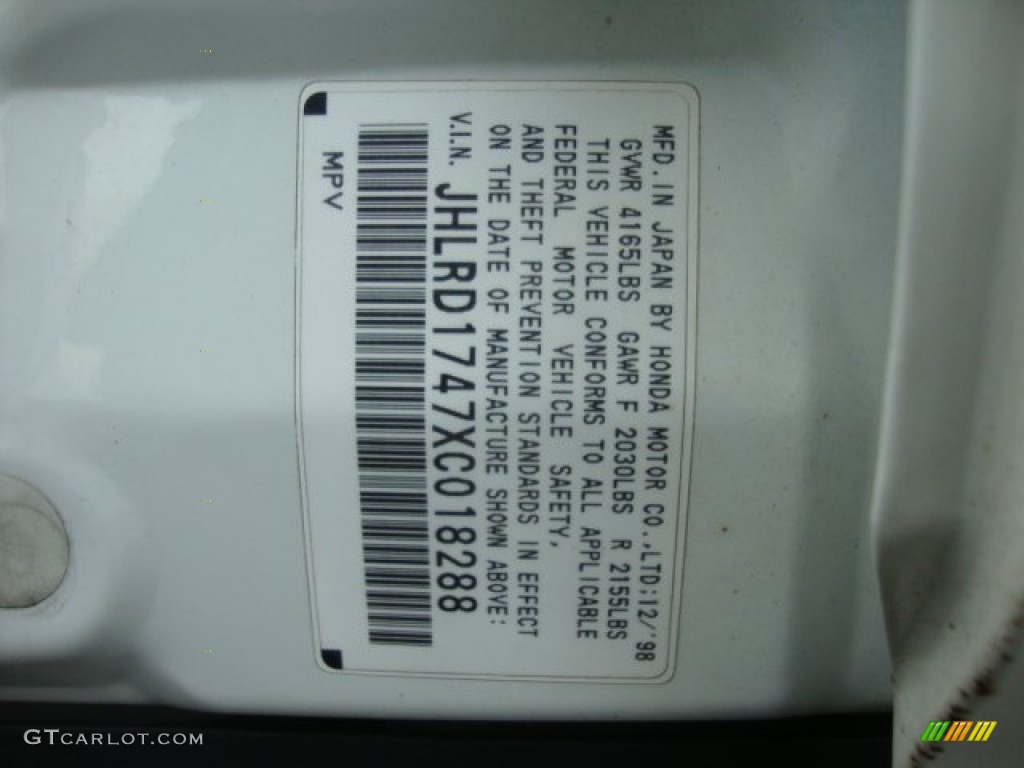 MFD.IN JAPAN BY HONDA MOTOR CO.,LTD:12/'98
GVWR 4165LBS GAWR F 2030LBS R 2155LBS
THIS VEHICLE CONFORMS TO ALL APPLICABLE
FEDERAL MOTOR VEHICLE SAFETY,
AND THEFT PREVENTION STANDARDS IN EFFECT
ON THE DATE OF MANUFACTURE SHOWN ABOVE:
V.I.N. JHLRD1747XC018288
MPV
GTCARLOT.COM